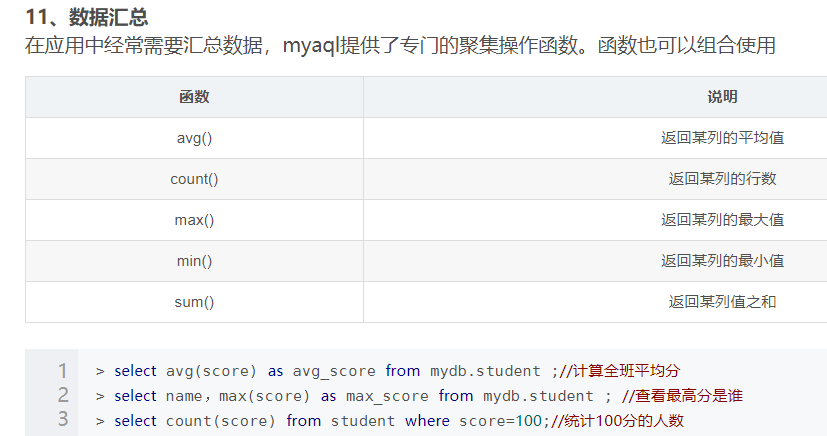 11、数据汇总
在应用中经常需要汇总数据，myaql提供了专门的聚集操作函数。函数也可以组合使用
函数 说明
avg() 返回某列的平均值
count() 返回某列的行数
max() 返回某列的最大值
min() 返回某列的最小值
sum() 返回某列值之和
1 > select avg(score) as avg_score from mydb.student ;//计算全班平均分
2 > select name，max(score) as max_score from mydb.student ; //查看最高分是谁
3 > select count(score) from student where score=100;//统计100分的人数